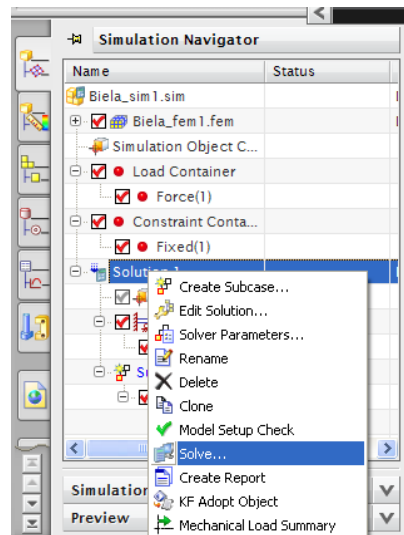 Simulation Navigator
Name Status
Biela_sim1.sim
Biela_fem1.fem
Simulation Object C...
Load Container
Force(1)
Constraint Conta...
Fixed(1)
Solution 1
Create Subcase...
Edit Solution...
Solver Parameters...
Rename
Delete
Clone
Model Setup Check
Solve...
Create Report
KF Adopt Object
Mechanical Load Summary
Simulation
Preview